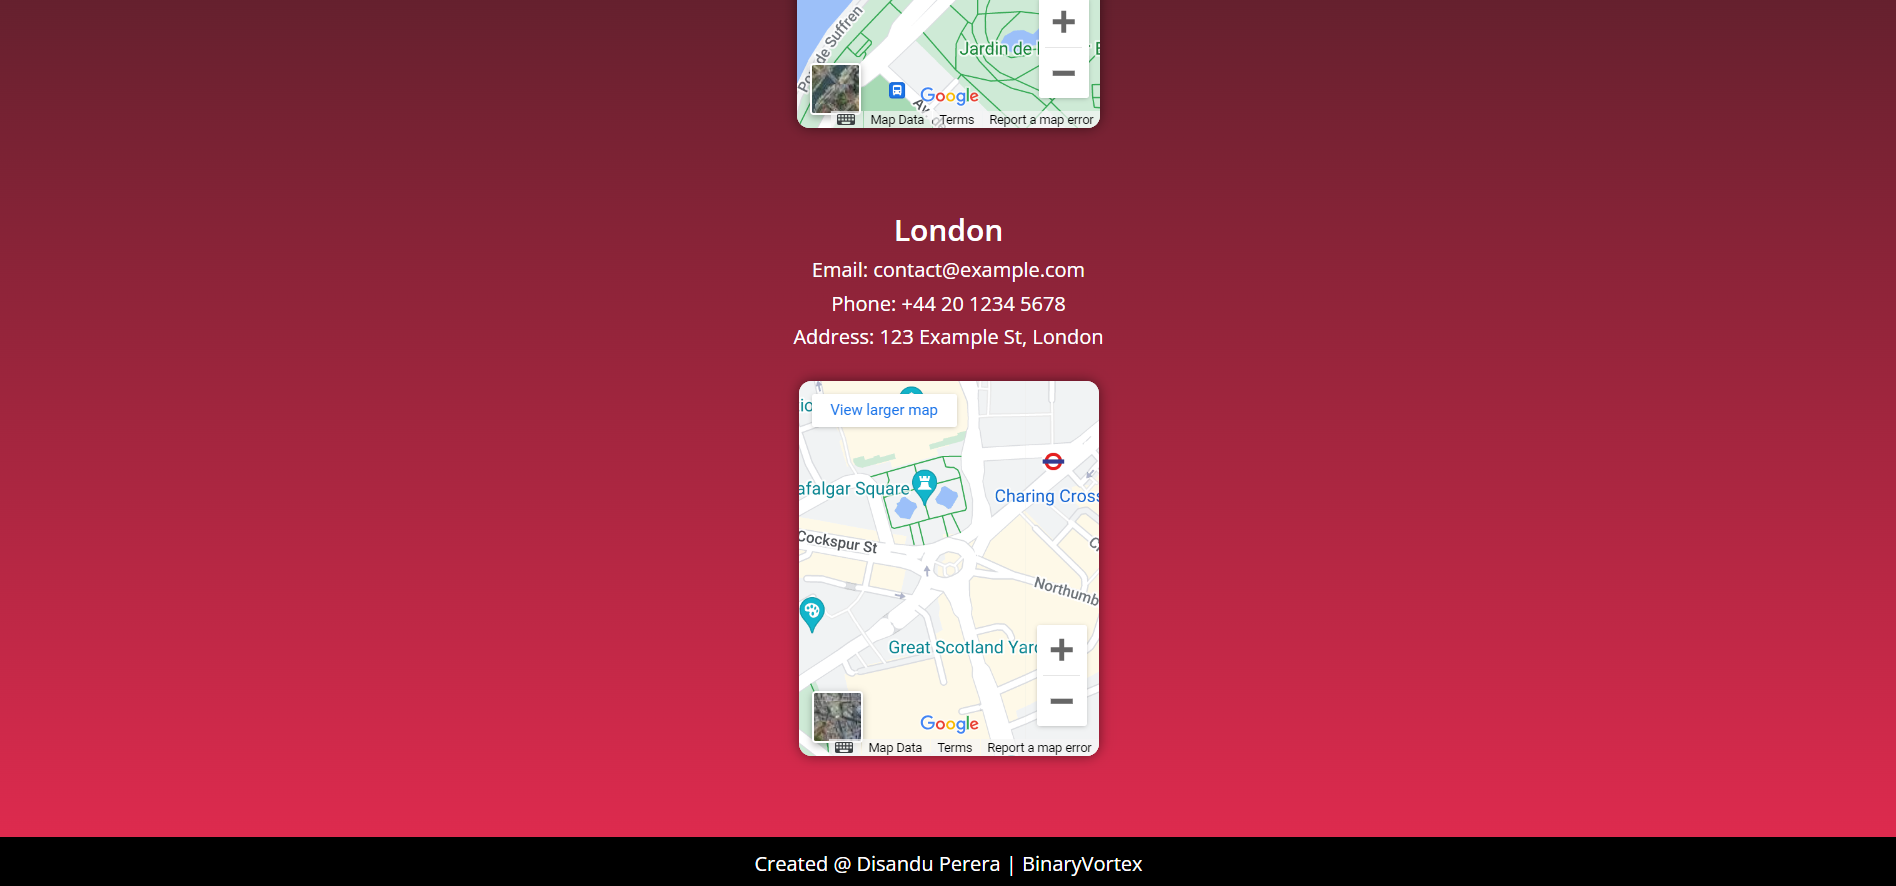 de Suffren
Jardin de
Google
Map Data
Terms
Report a map error
London
Email: contact@example.com
Phone: +44 20 1234 5678
Address: 123 Example St, London
View larger map
afalgar Square
Charing Cross
Cockspur St
Northumb
Great Scotland Yard
Google
Map Data
Terms
Report a map error
Created @ Disandu Perera | BinaryVortex